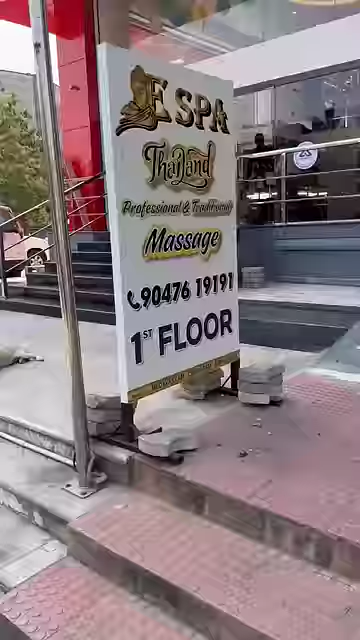 E SPA
Thailand
Professional & Traditional
Massage
90476 19191
1ST FLOOR